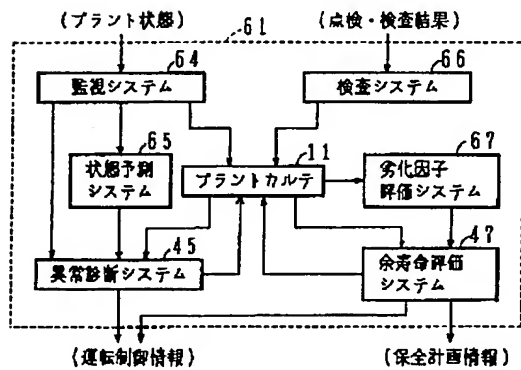 (プラント状態)
61
(点検・検査結果)
64
監視システム
66
検査システム
65
状態予測
システム
11
プラントカルテ
67
劣化因子
評価システム
45
異常診断システム
47
余寿命評価
システム
(運転制御情報)
(保全計画情報)